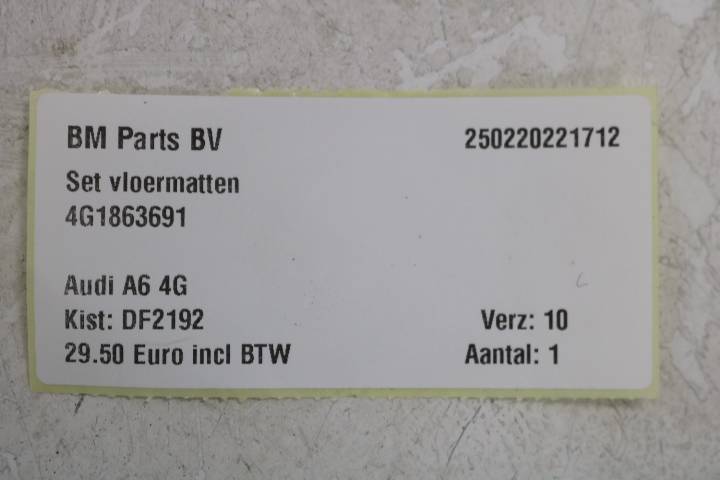 BM Parts BV 250220221712
Set vloermatten
4G1863691
Audi A6 4G
Kist: DF2192 Verz: 10
29.50 Euro incl BTW Aantal: 1